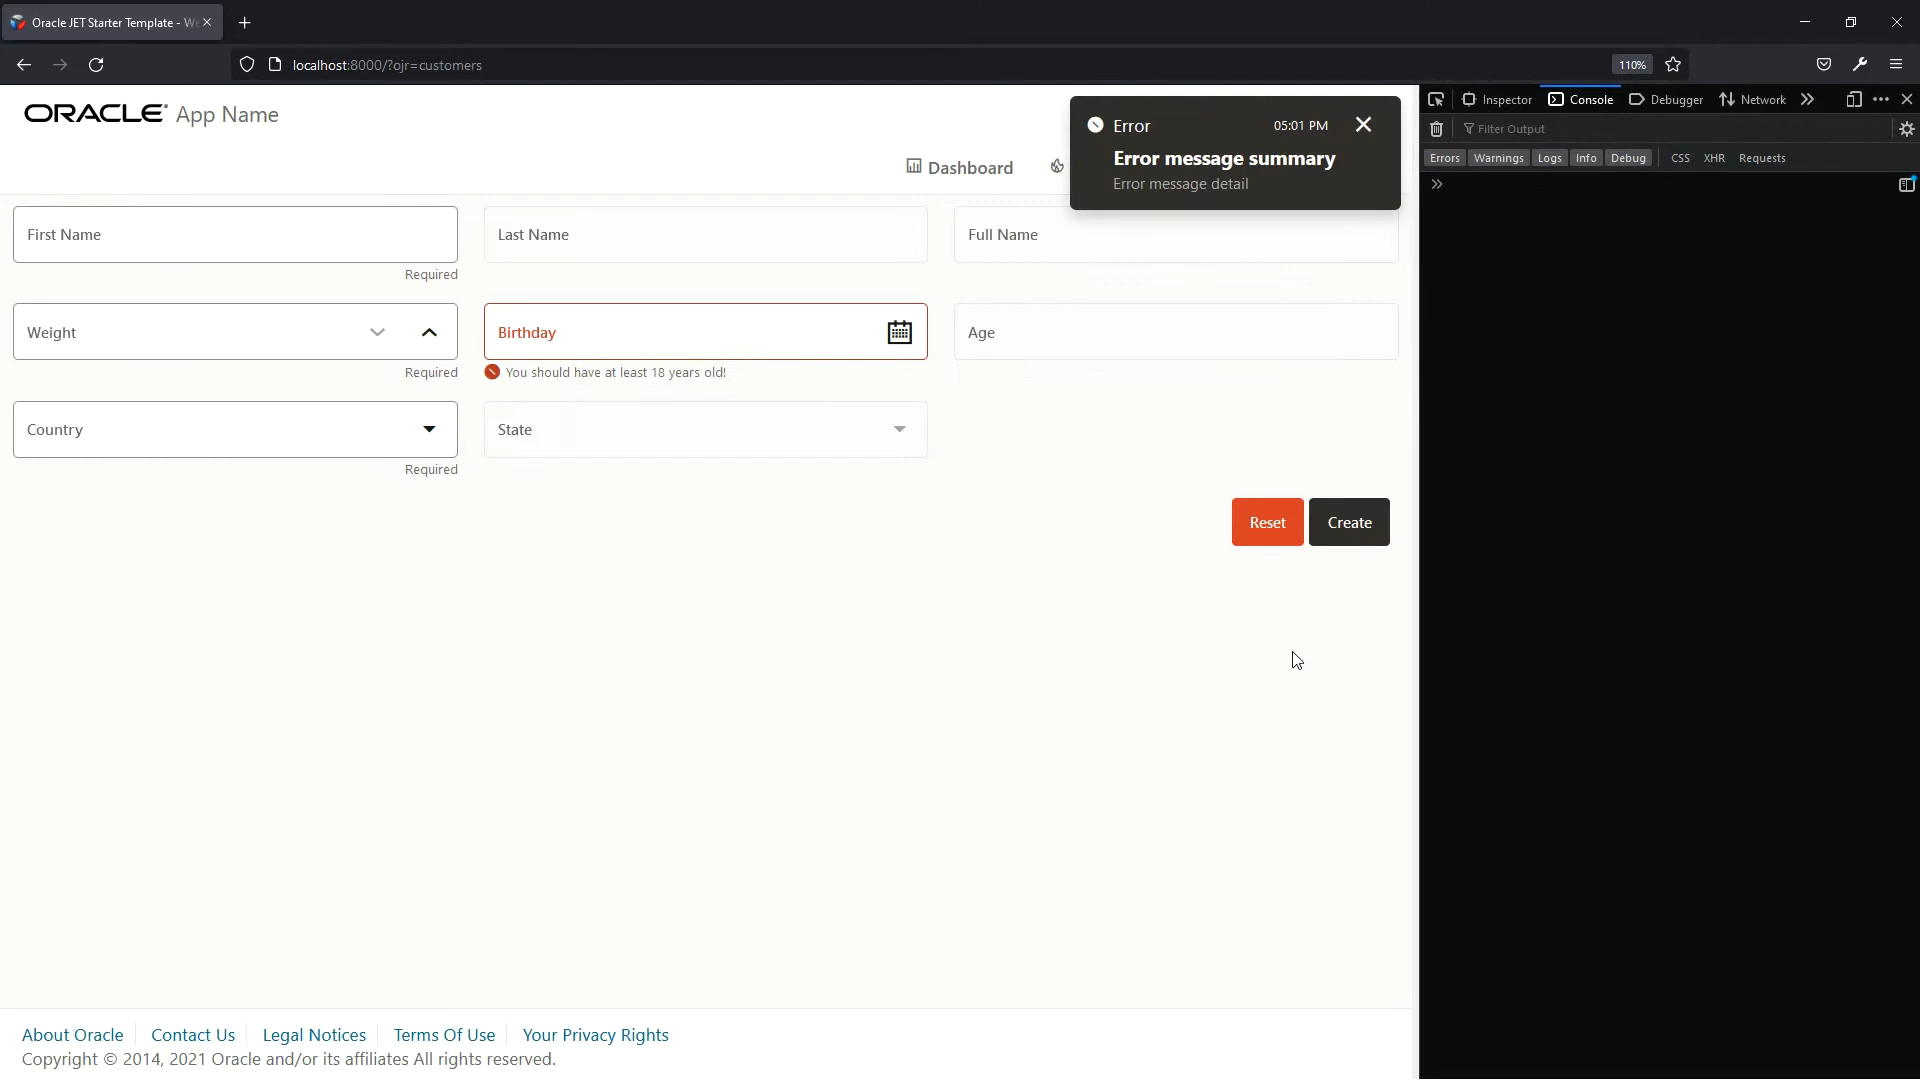 Oracle JET Starter Template - We
localhost:8000/?ojr=customers
110%
ORACLE® App Name
Dashboard
Error
05:01 PM
Error message summary
Error message detail
First Name
Last Name
Full Name
Required
Weight
Birthday
Age
Required
You should have at least 18 years old!
Country
State
Required
Reset
Create
About Oracle
Contact Us
Legal Notices
Terms Of Use
Your Privacy Rights
Copyright © 2014, 2021 Oracle and/or its affiliates All rights reserved.
Inspector
Console
Debugger
Network
Filter Output
Errors
Warnings
Logs
Info
Debug
CSS
XHR
Requests